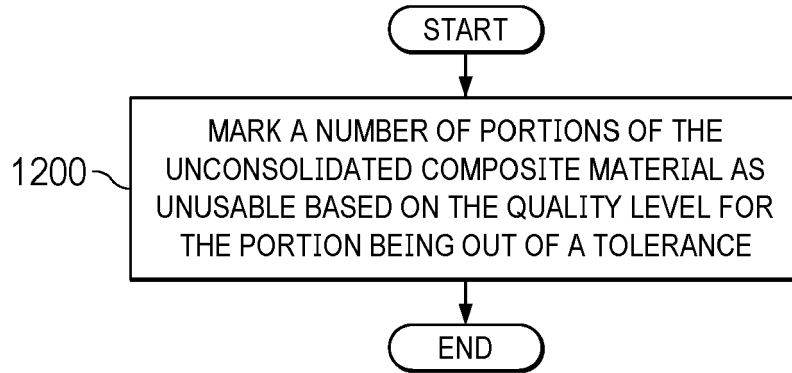 START
1200
MARK A NUMBER OF PORTIONS OF THE
UNCONSOLIDATED COMPOSITE MATERIAL AS
UNUSABLE BASED ON THE QUALITY LEVEL FOR
THE PORTION BEING OUT OF A TOLERANCE
END